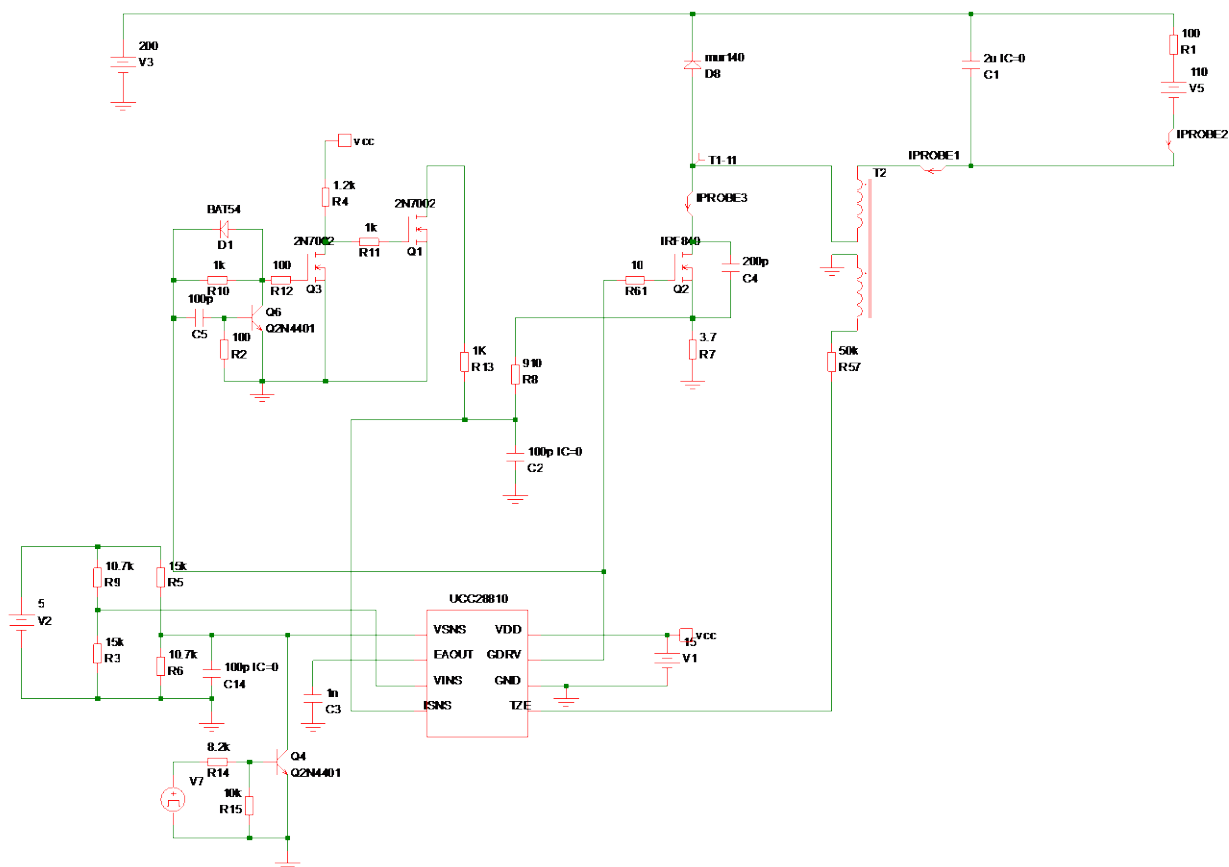 200
V3
mur140
D8
2u IC=0
C1
100
R1
110
V5
IPROBE2
vcc
T1-11
IPROBE1
T2
1.2k
R4
2N7002
IPROBE3
BAT54
D1
1k
R11
Q1
2N7002
IRF840
1k
R10
100
R12
Q3
10
R61
Q2
200p
C4
100p
C5
Q6
Q2N4401
100
R2
1K
R13
910
R8
3.7
R7
50k
R57
100p IC=0
C2
10.7k
R9
15k
R5
5
V2
UCC28810
VSNS
VDD
vcc
15
V1
15k
R3
10.7k
R6
100p IC=0
C14
EAOUT
GDRV
VINS
GND
1n
C3
ISNS
TZE
8.2k
R14
Q4
Q2N4401
V7
10k
R15